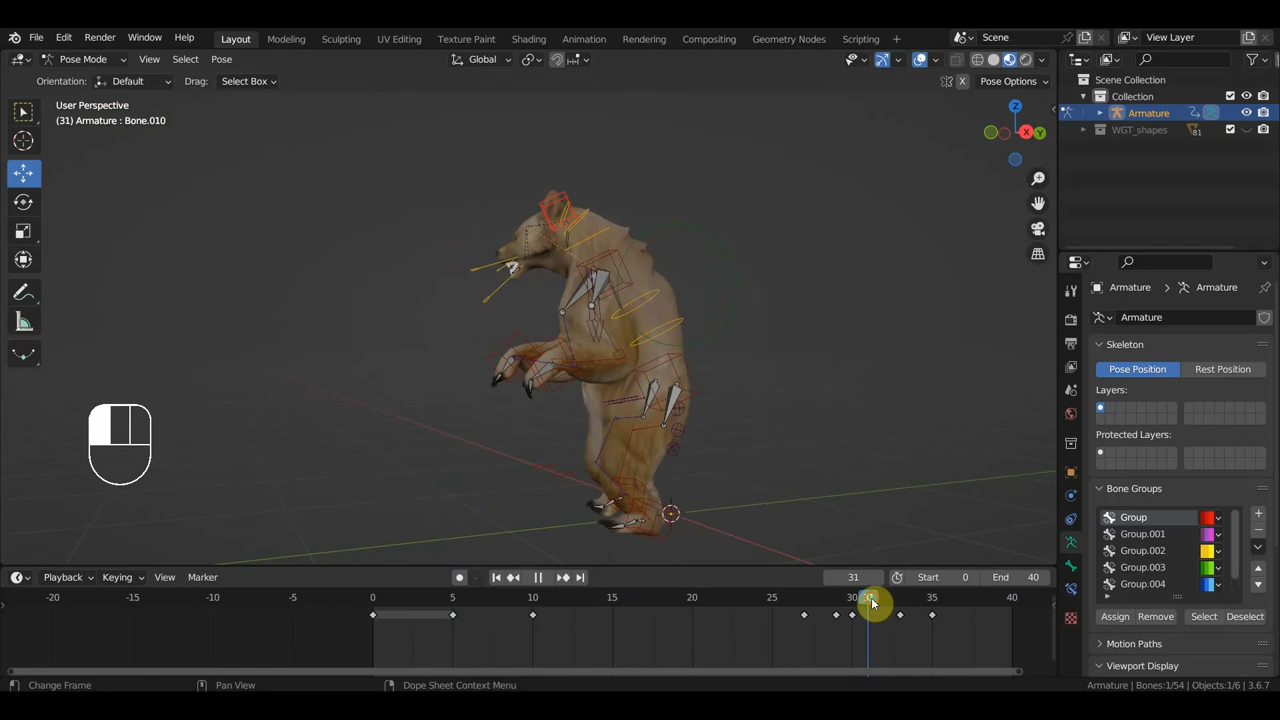 File Edit Render Window Help Layout Modeling Sculpting UV Editing Texture Paint Shading Animation Rendering Compositing Geometry Nodes Scripting + Scene View Layer
Pose Mode View Select Pose Global
Orientation: Default Drag: Select Box X Pose Options
User Perspective
(31) Armature : Bone.010
Z
X
Y
Scene Collection
Collection
Armature
WGT_shapes 81
Armature > Armature
Armature
Skeleton
Pose Position Rest Position
Layers:
Protected Layers:
Bone Groups
Group
Group.001
Group.002
Group.003
Group.004
Assign Remove Select Deselect
Motion Paths
Viewport Display
Playback Keying View Marker 31 Start 0 End 40
-20 -15 -10 -5 0 5 10 15 20 25 30 31 35 40
Change Frame Pan View Dope Sheet Context Menu Armature | Bones:1/54 | Objects:1/6 | 3.6.7